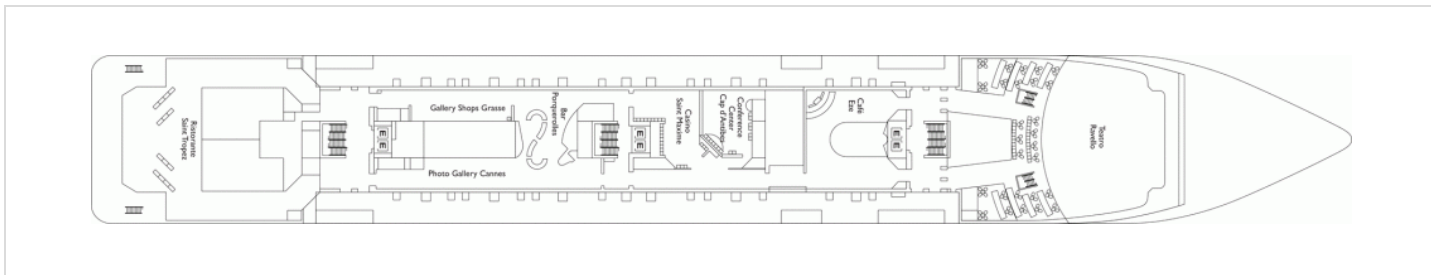 Ristorante
Saint Tropez
Gallery Shops Grasse
Photo Gallery Cannes
E
E
Bar
Porquerolles
E
E
Casino
Saint Maxime
Conference
Center
Cap d'Antibes
Café
Eze
E
E
Teatro
Ravello